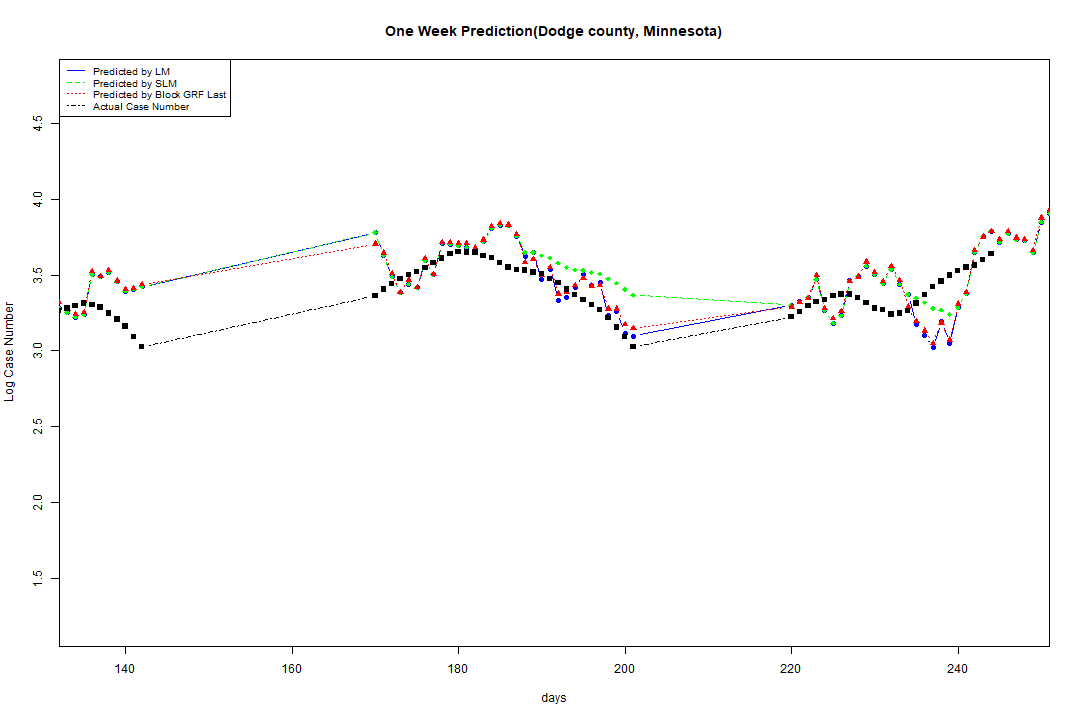 One Week Prediction(Dodge county, Minnesota)
Predicted by LM
Predicted by SLM
Predicted by Block GRF Last
Actual Case Number
4.5
4.0
3.5
3.0
2.5
2.0
1.5
Log Case Number
140 160 180 200 220 240
days